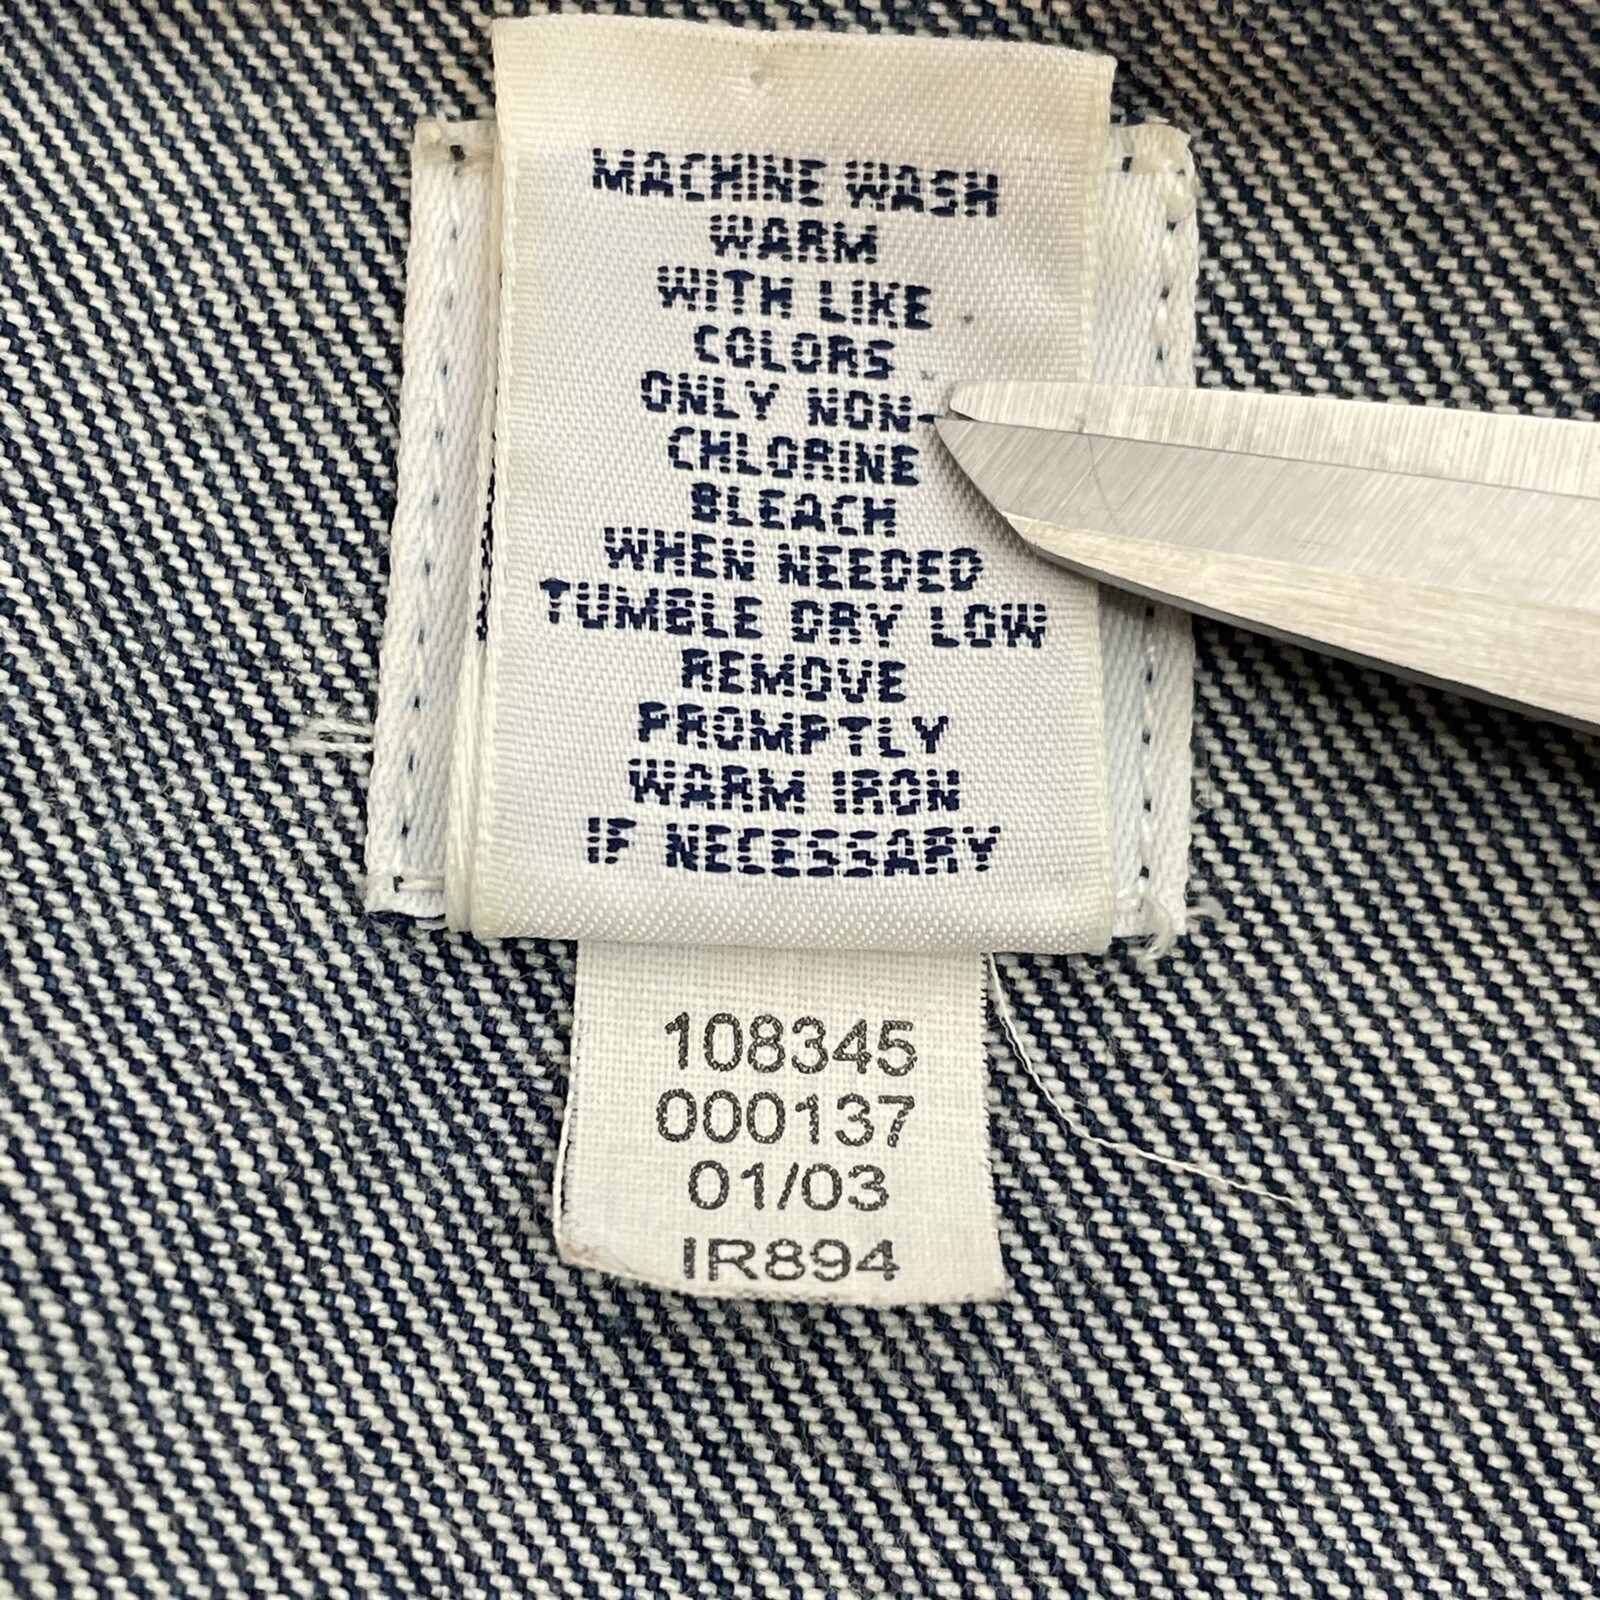 MACHINE WASH
WARM
WITH LIKE
COLORS
ONLY NON-
CHLORINE
BLEACH
WHEN NEEDED
TUMBLE DRY LOW
REMOVE
PROMPTLY
WARM IRON
IF NECESSARY
108345
000137
01/03
IR894